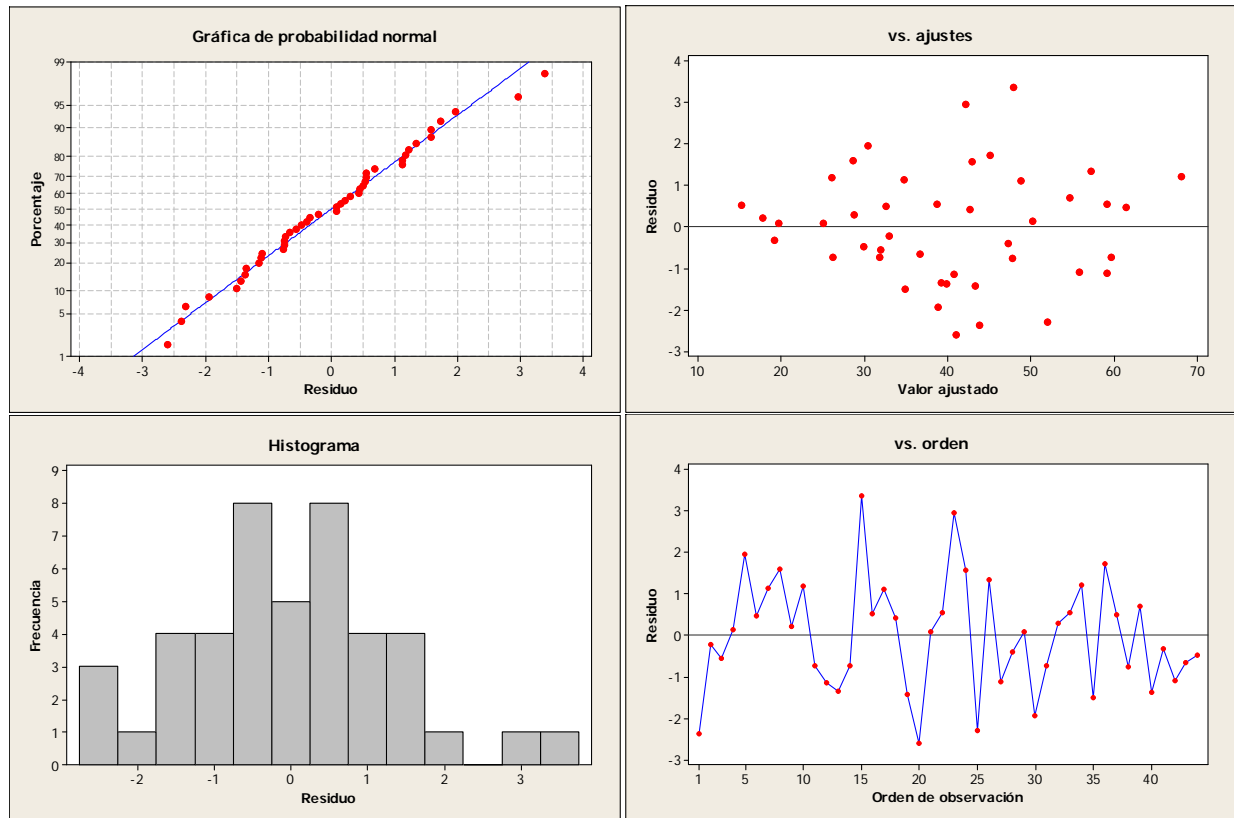 Gráfica de probabilidad normal
99
95
90
80
70
60
50
40
30
20
10
5
1
Porcentaje
-4 -3 -2 -1 0 1 2 3 4
Residuo
vs. ajustes
4
3
2
1
0
-1
-2
-3
Residuo
10 20 30 40 50 60 70
Valor ajustado
Histograma
9
8
7
6
5
4
3
2
1
0
Frecuencia
-2 -1 0 1 2 3
Residuo
vs. orden
4
3
2
1
0
-1
-2
-3
Residuo
1 5 10 15 20 25 30 35 40
Orden de observación